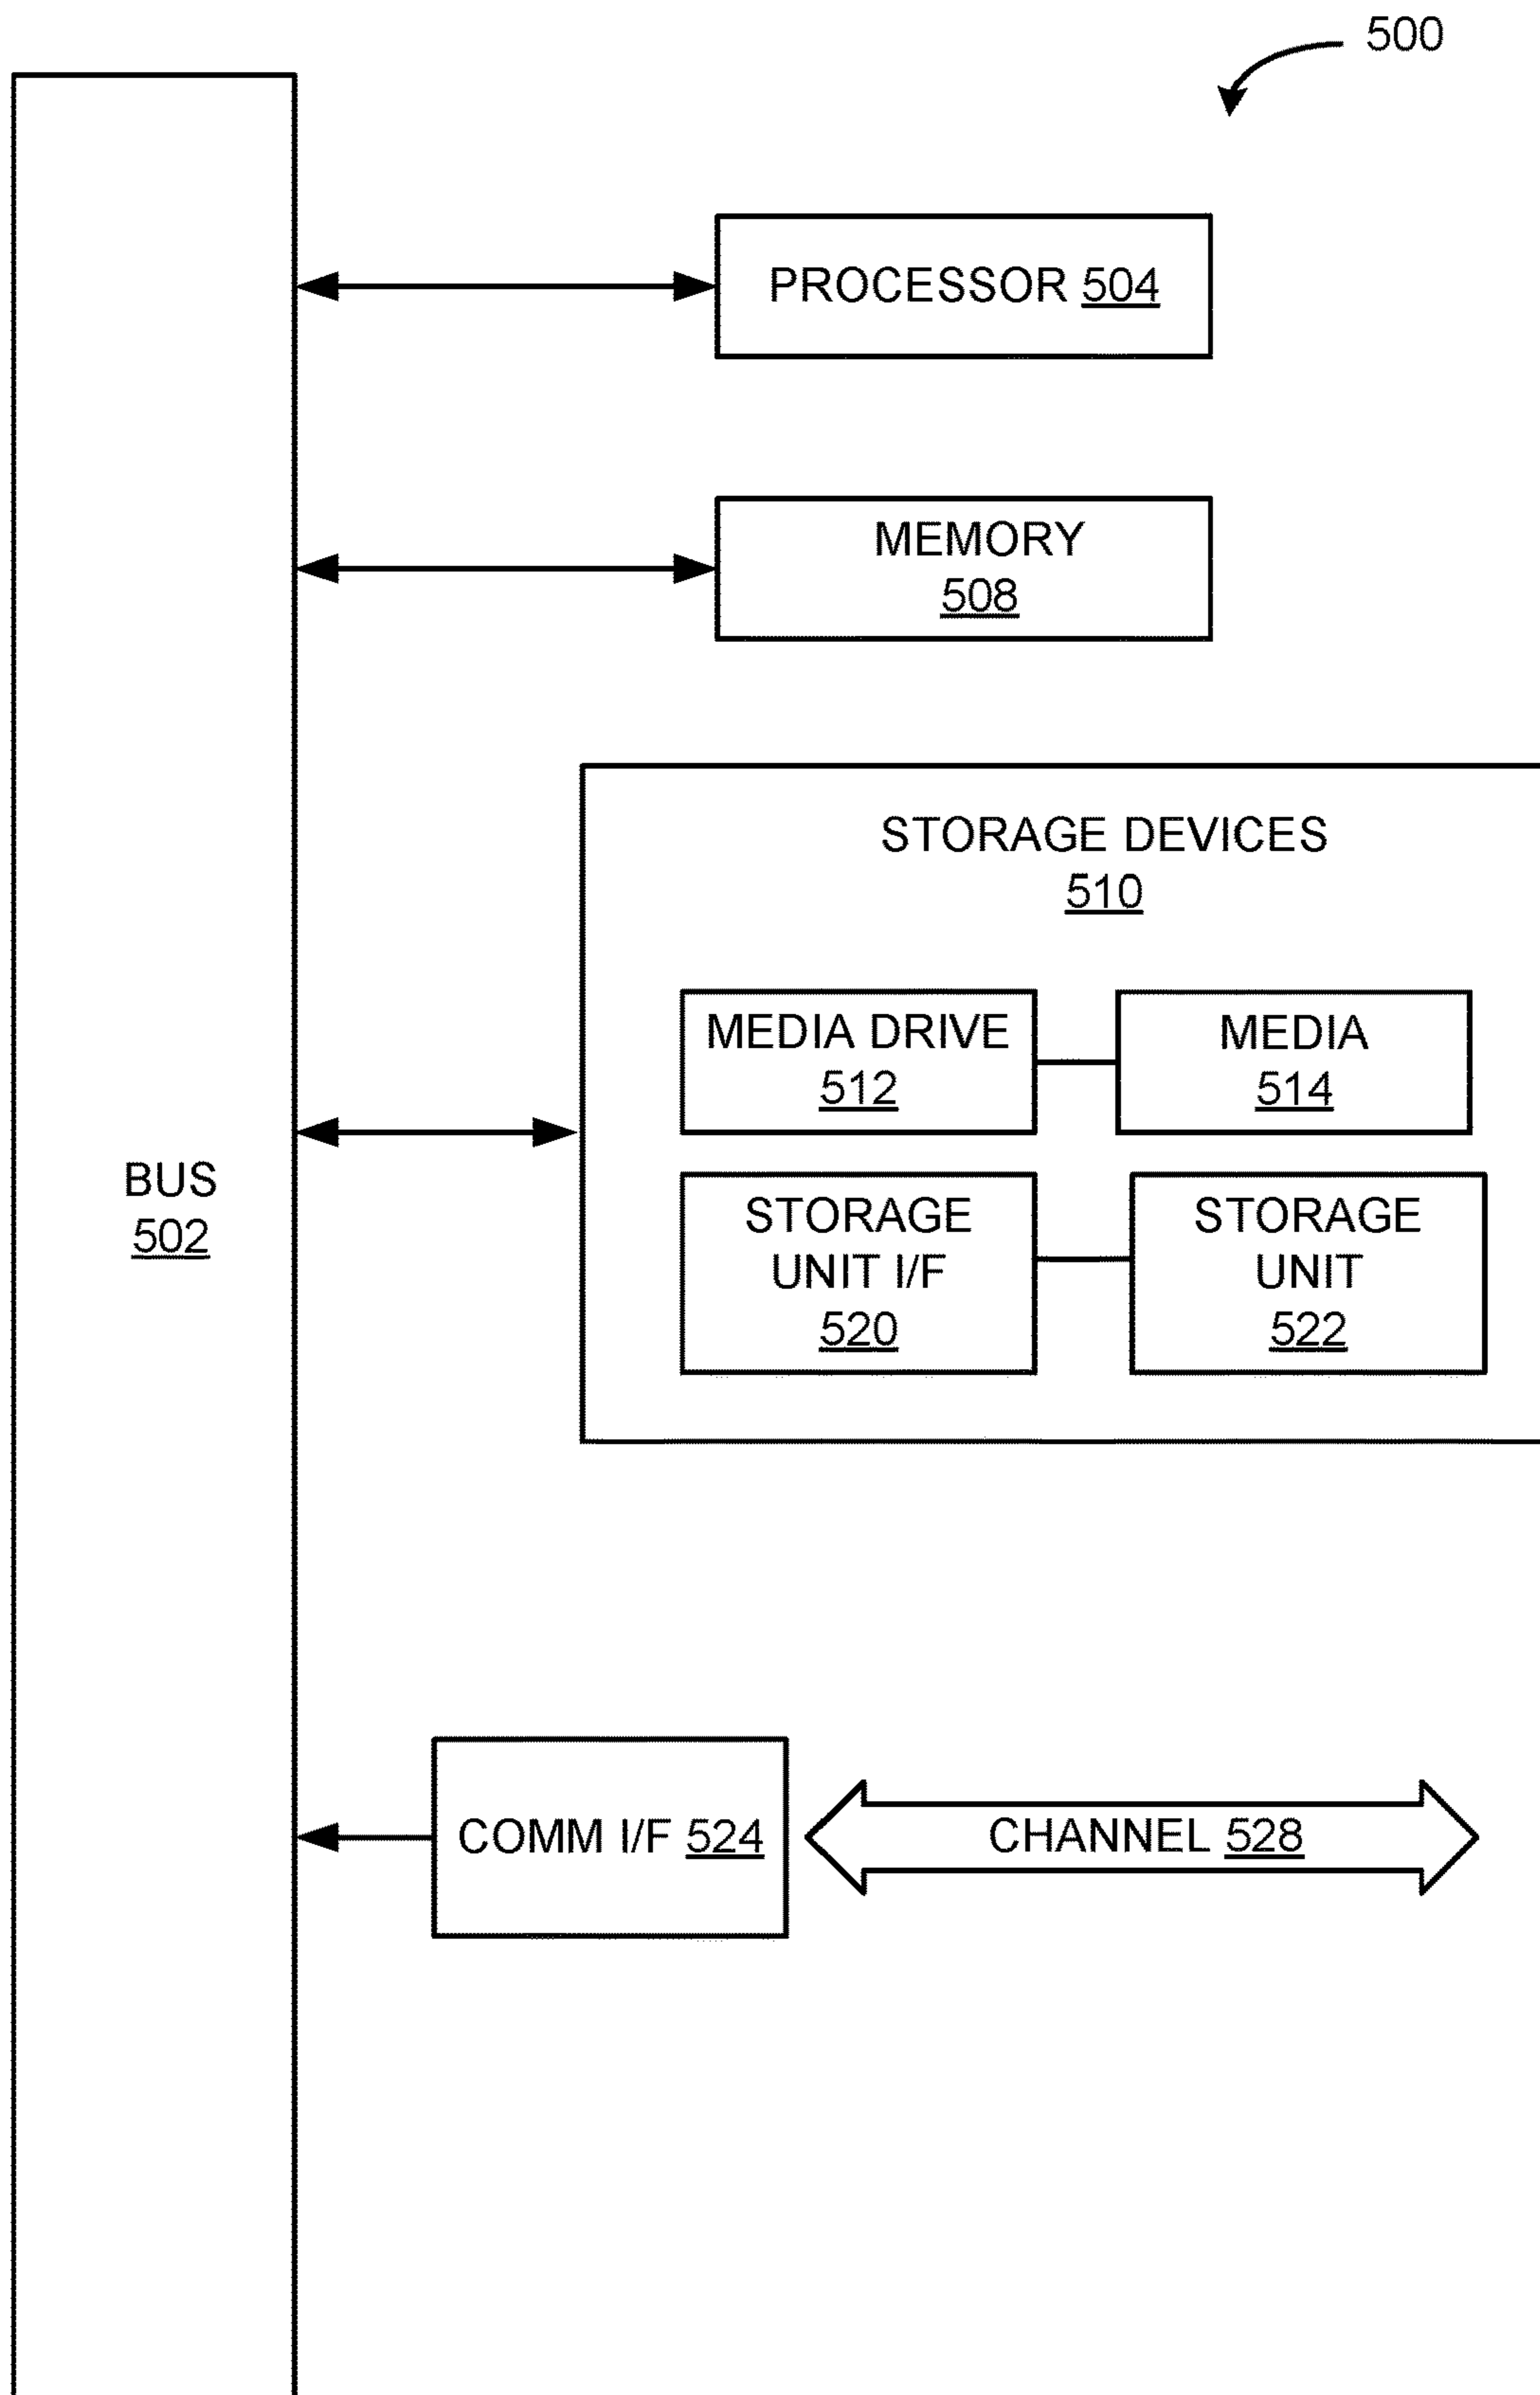 500
PROCESSOR 504
MEMORY
508
STORAGE DEVICES
510
MEDIA DRIVE
512
MEDIA
514
BUS
502
STORAGE
UNIT I/F
520
STORAGE
UNIT
522
COMM I/F 524
CHANNEL 528